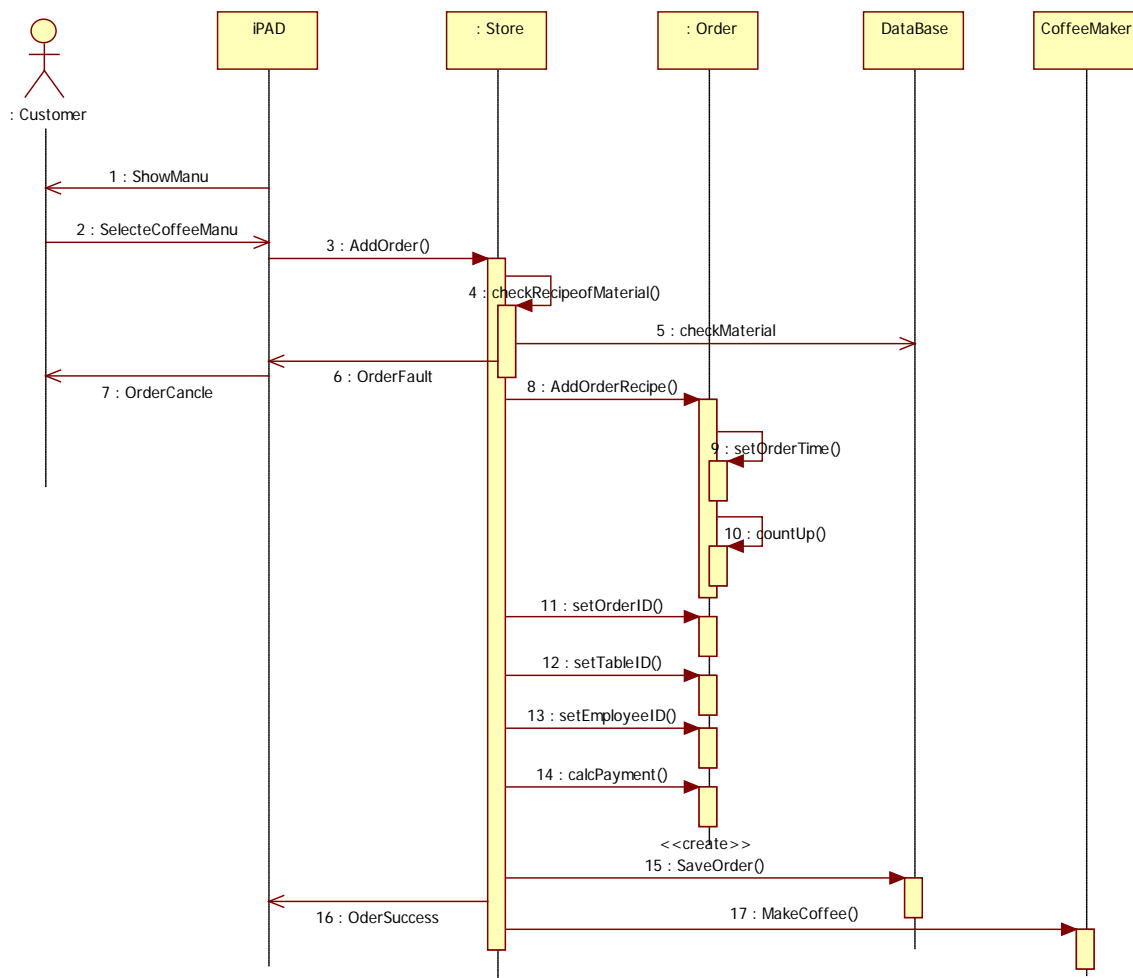 iPAD
: Store
: Order
DataBase
CoffeeMaker
: Customer
1 : ShowManu
2 : SelecteCoffeeManu
3 : AddOrder()
4 : checkRecipeofMaterial()
5 : checkMaterial
6 : OrderFault
7 : OrderCancle
8 : AddOrderRecipe()
9 : setOrderTime()
10 : countUp()
11 : setOrderID()
12 : setTableID()
13 : setEmployeeID()
14 : calcPayment()
<<create>>
15 : SaveOrder()
16 : OderSuccess
17 : MakeCoffee()